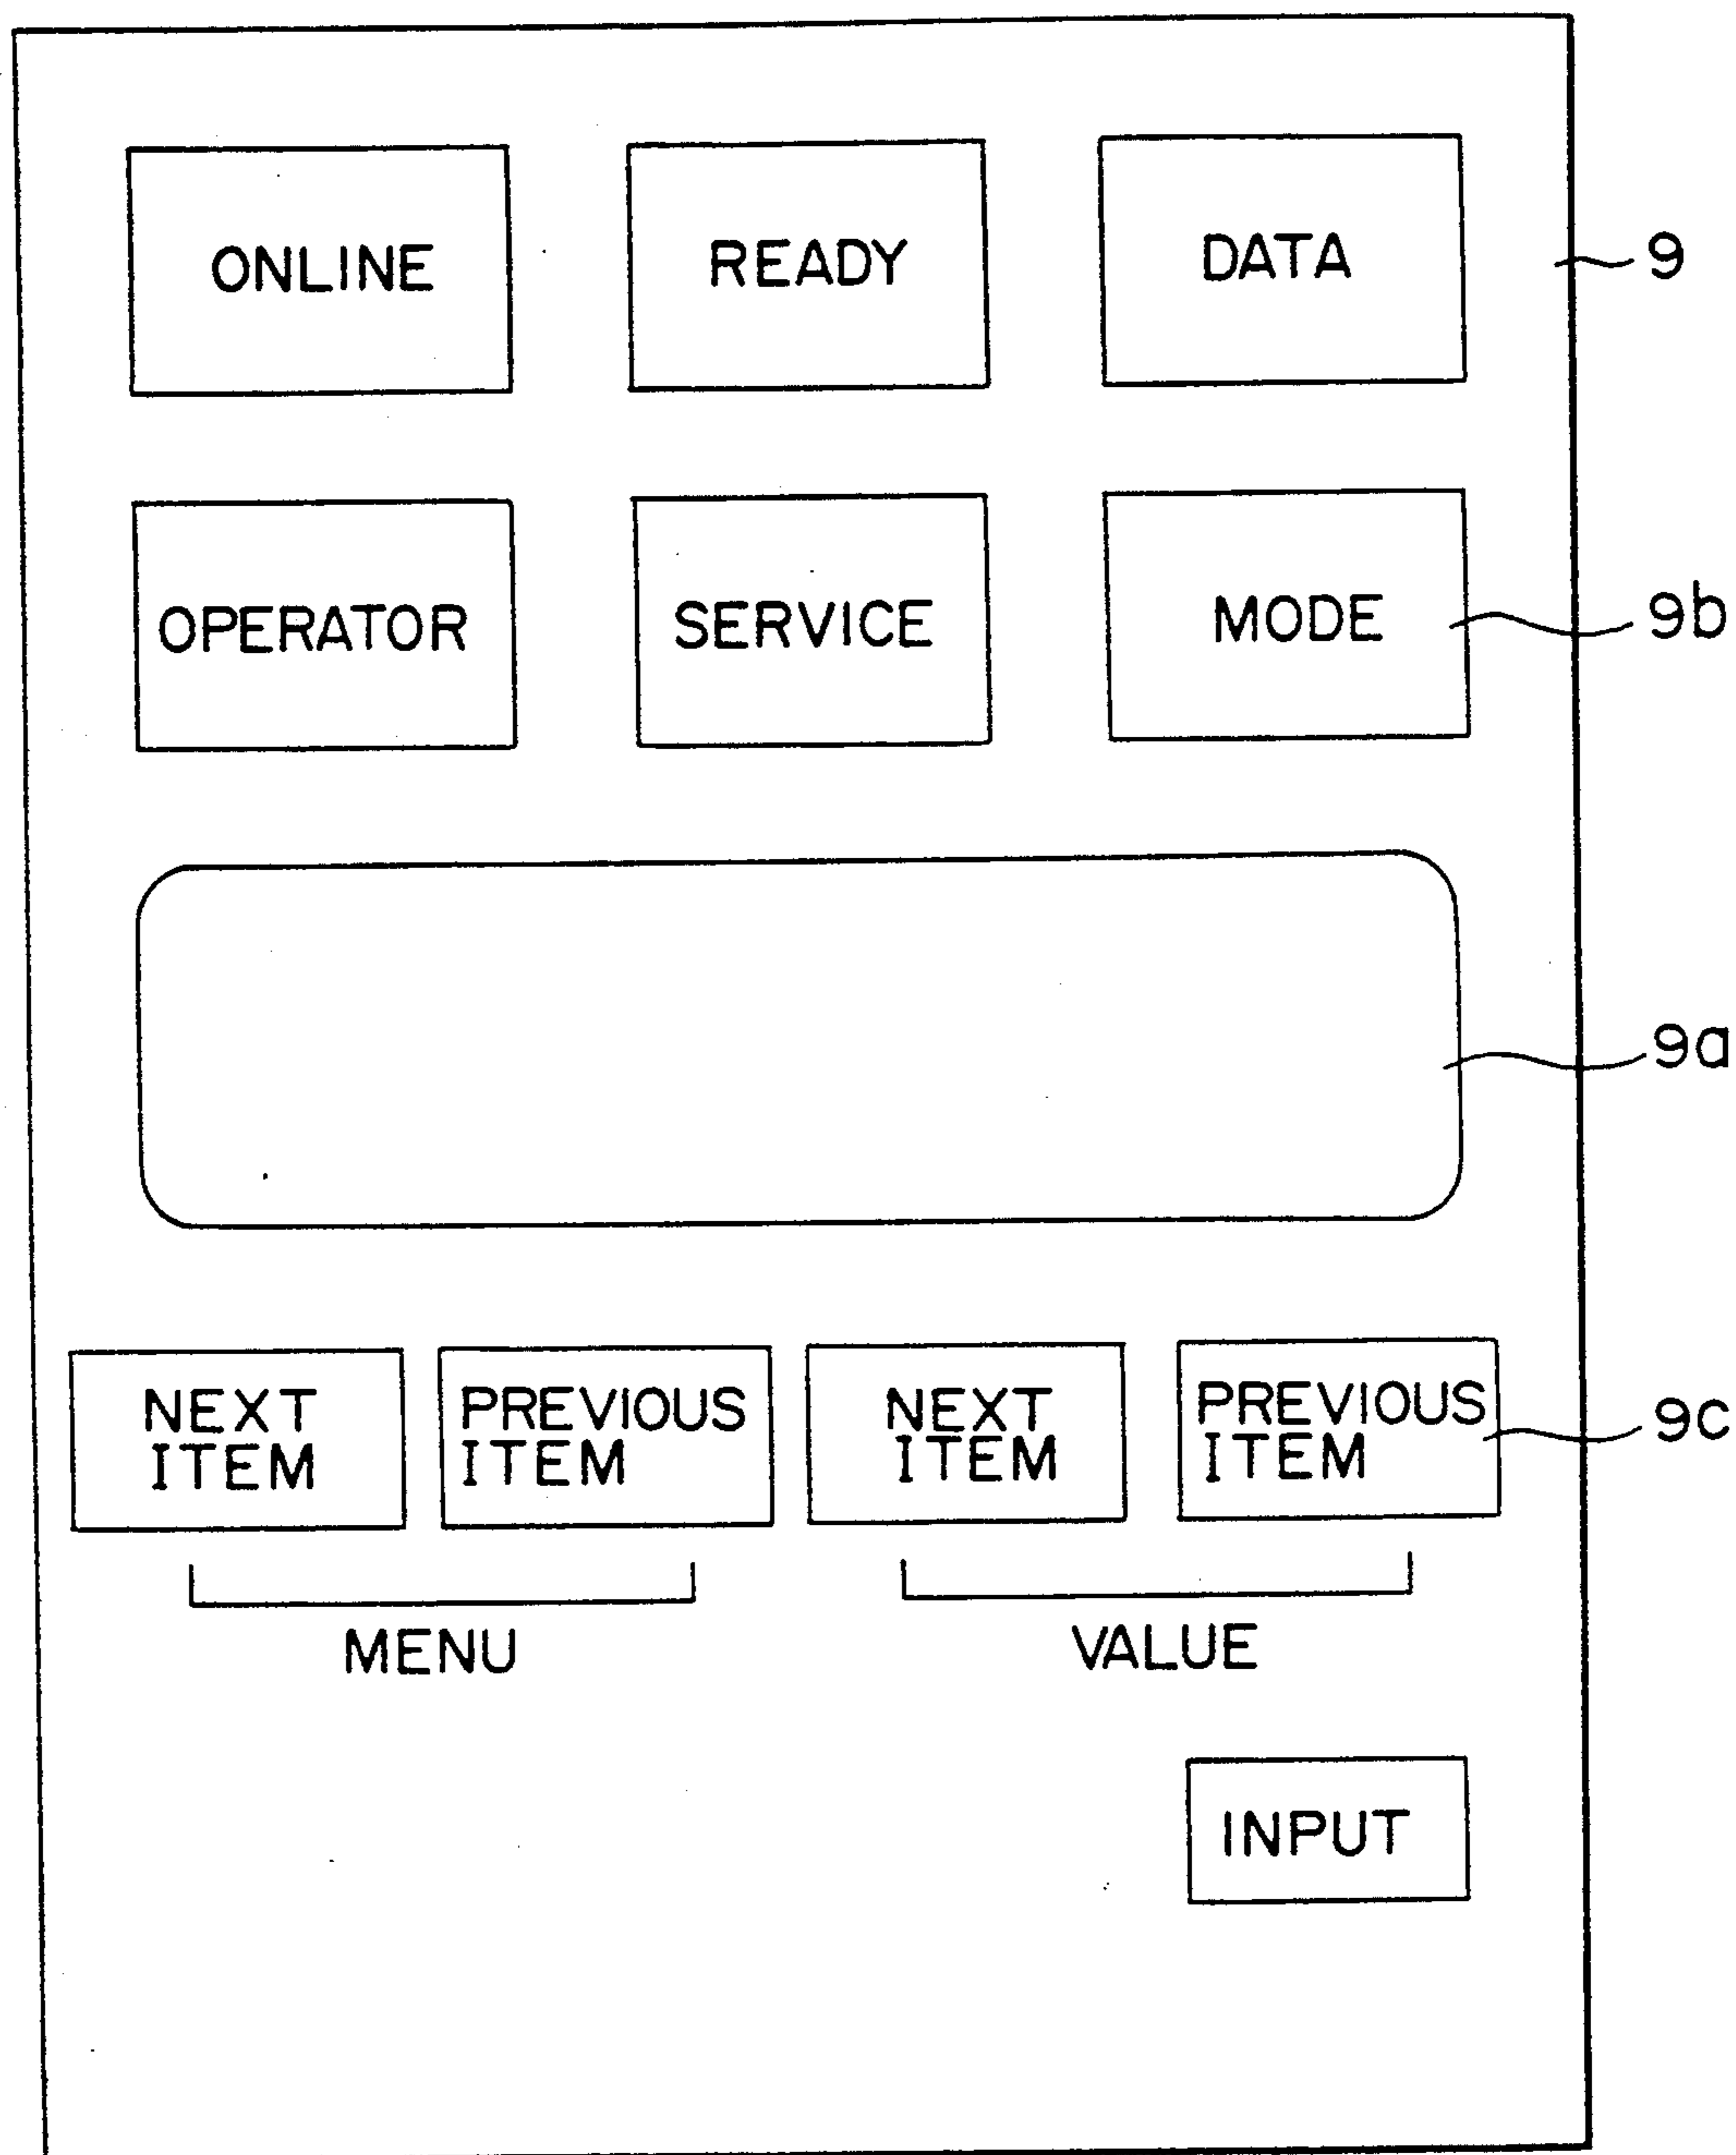 ONLINE READY DATA 9
OPERATOR SERVICE MODE 9b
9a
NEXT ITEM PREVIOUS ITEM NEXT ITEM PREVIOUS ITEM 9c
MENU VALUE
INPUT